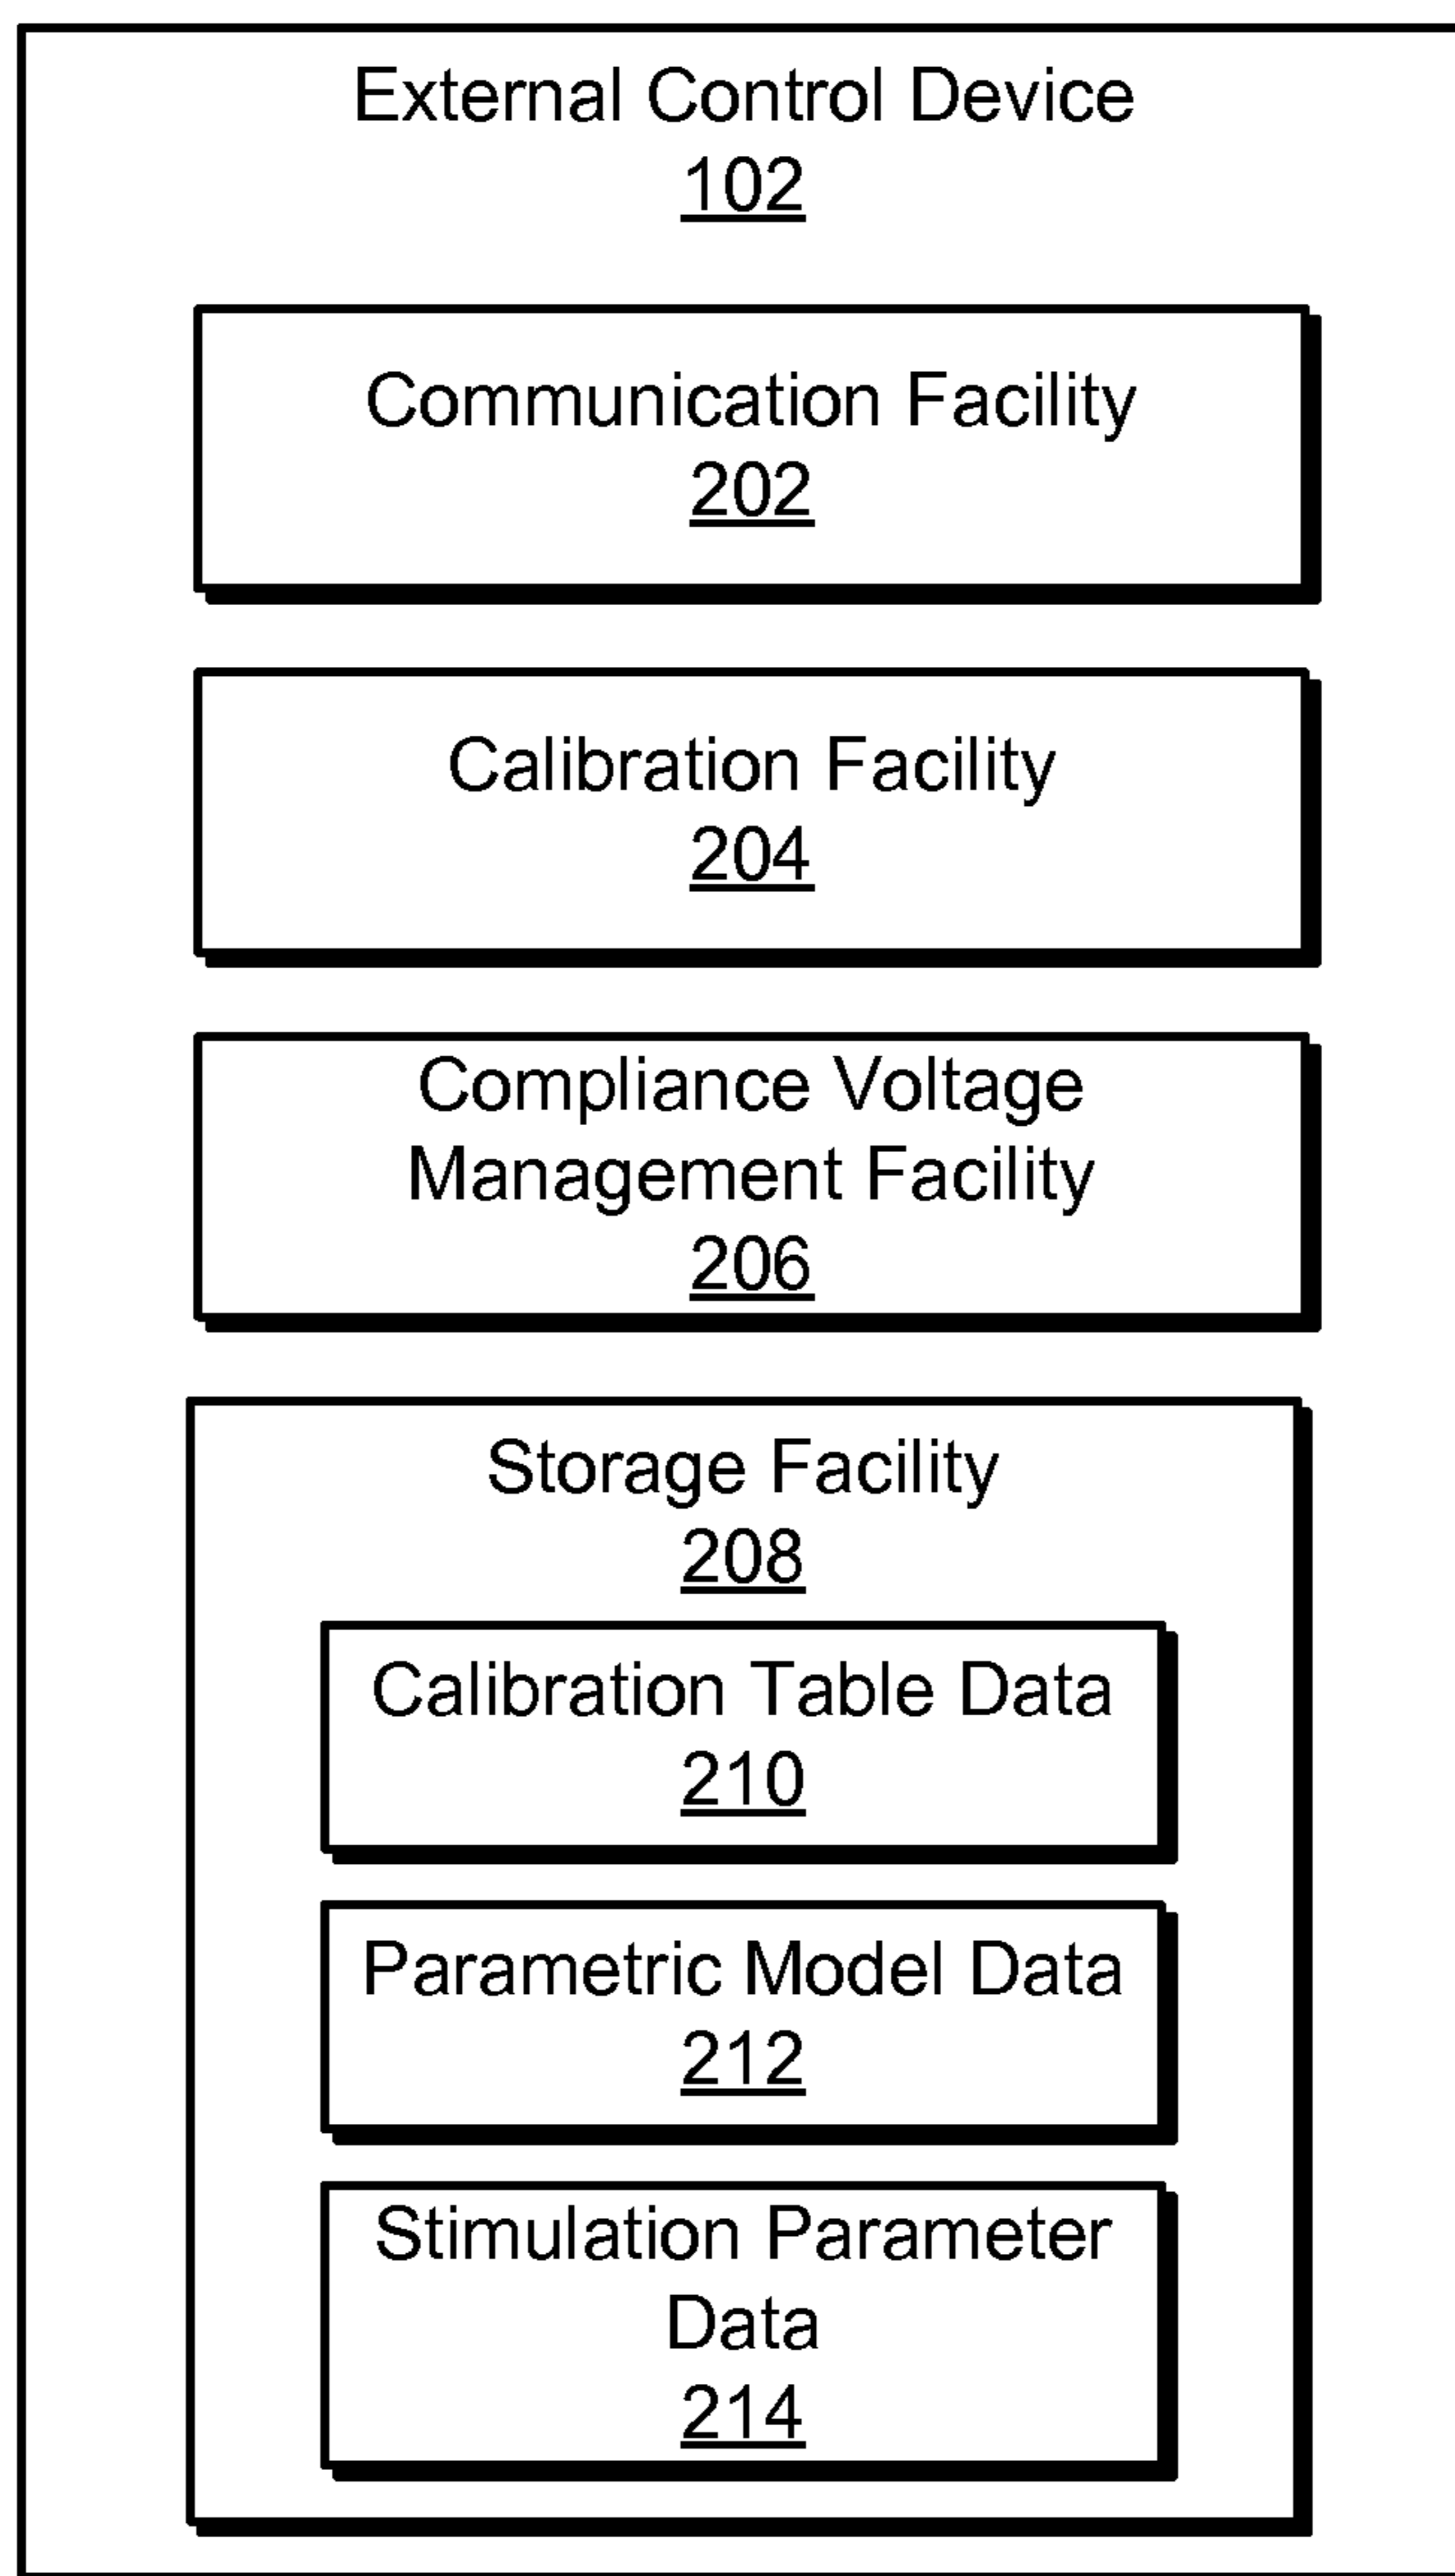 External Control Device
102
Communication Facility
202
Calibration Facility
204
Compliance Voltage
Management Facility
206
Storage Facility
208
Calibration Table Data
210
Parametric Model Data
212
Stimulation Parameter
Data
214